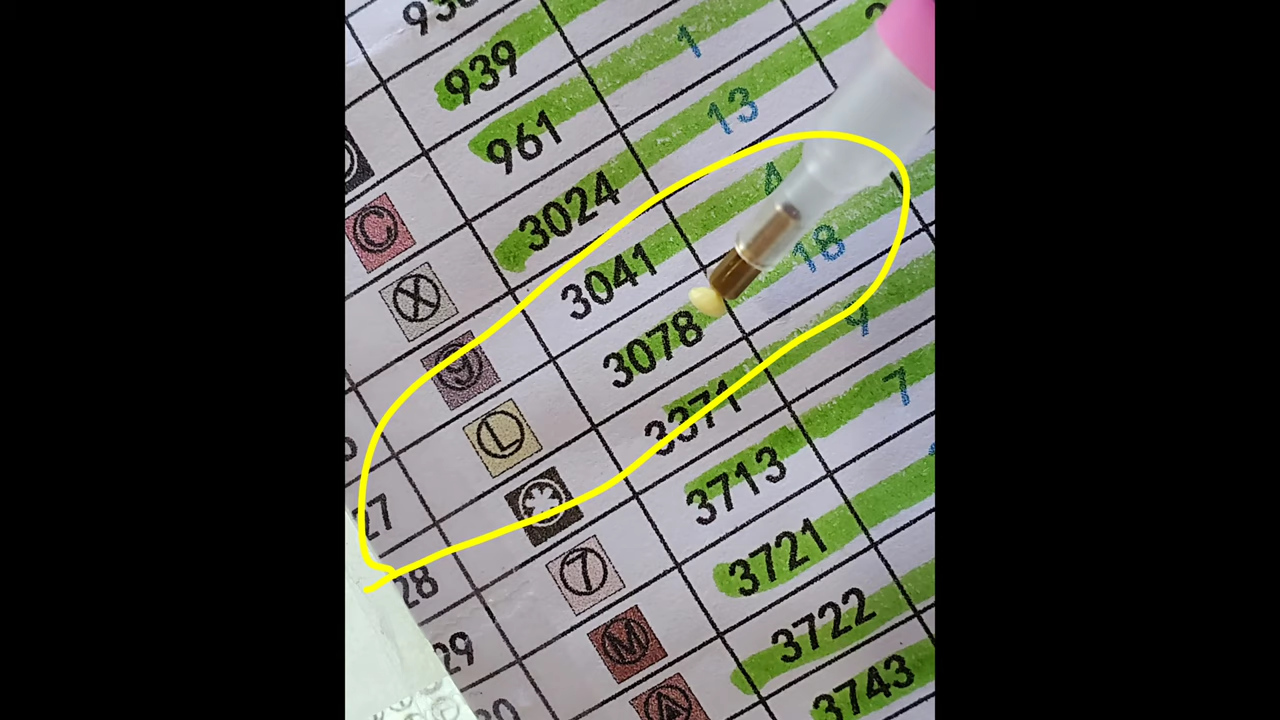 939
C 961 1
X 3024 13
9 3041 4
27 L 3078 18
28 3371 9
29 7 3713 7
M 3721
A 3722
3743